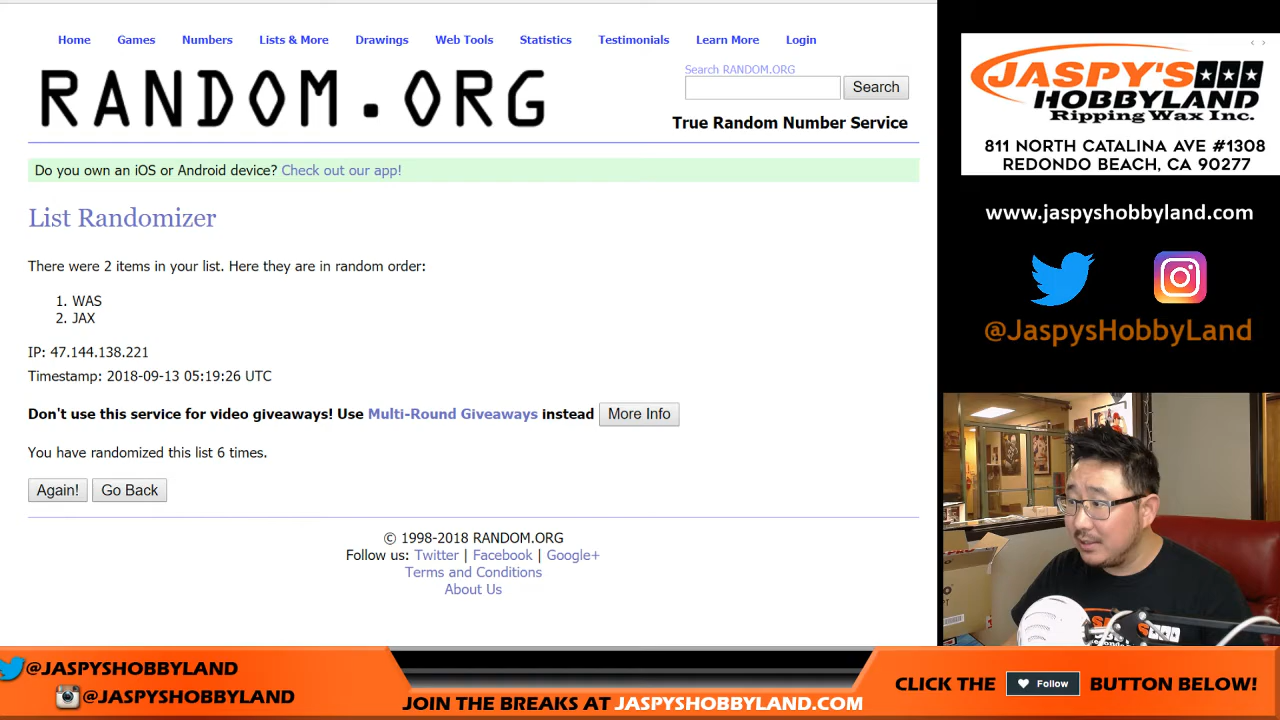 Home Games Numbers Lists & More Drawings Web Tools Statistics Testimonials Learn More Login
RANDOM.ORG
Search RANDOM.ORG
Search
True Random Number Service
Do you own an iOS or Android device? Check out our app!
List Randomizer
There were 2 items in your list. Here they are in random order:
1. WAS
2. JAX
IP: 47.144.138.221
Timestamp: 2018-09-13 05:19:26 UTC
Don't use this service for video giveaways! Use Multi-Round Giveaways instead More Info
You have randomized this list 6 times.
Again! Go Back
© 1998-2018 RANDOM.ORG
Follow us: Twitter | Facebook | Google+
Terms and Conditions
About Us
JASPY'S
HOBBYLAND
Ripping Wax Inc.
811 NORTH CATALINA AVE #1308
REDONDO BEACH, CA 90277
www.jaspyshobbyland.com
@JaspysHobbyLand
@JASPYSHOBBYLAND
@JASPYSHOBBYLAND
JOIN THE BREAKS AT JASPYSHOBBYLAND.COM
CLICK THE Follow BUTTON BELOW!